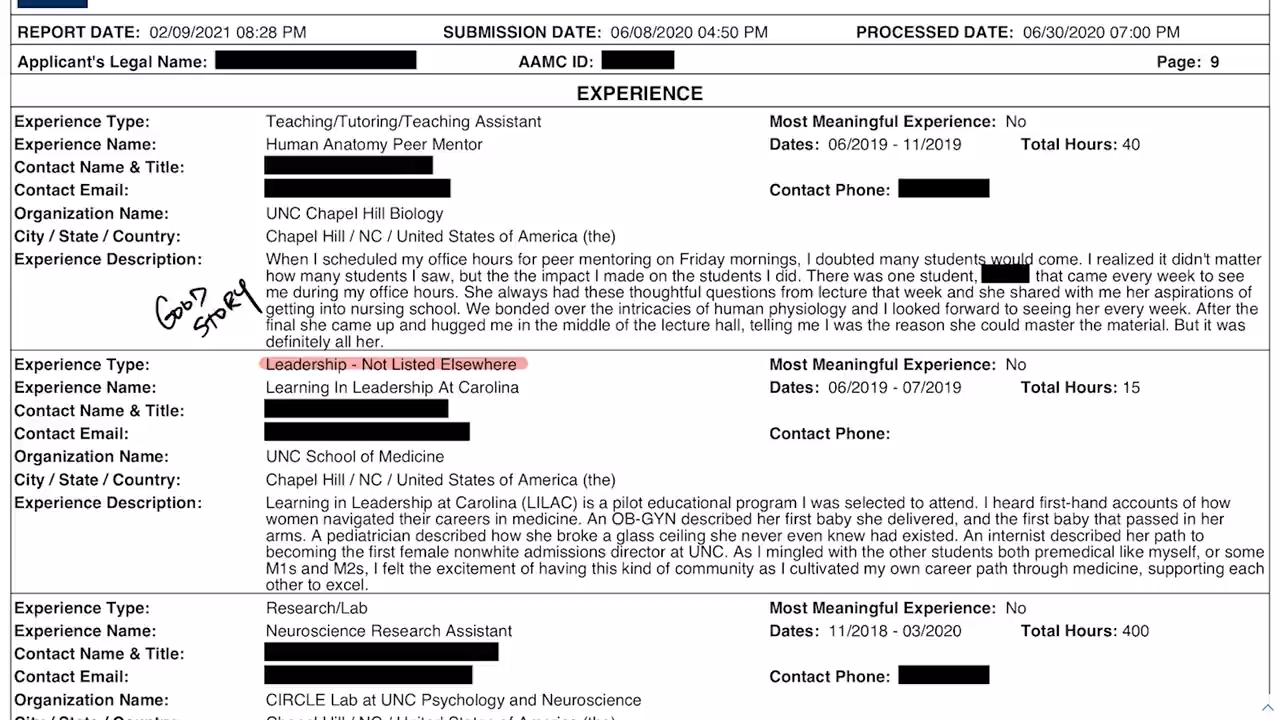 REPORT DATE: 02/09/2021 08:28 PM SUBMISSION DATE: 06/08/2020 04:50 PM PROCESSED DATE: 06/30/2020 07:00 PM
Applicant's Legal Name: AAMC ID: Page: 9
EXPERIENCE
Experience Type: Teaching/Tutoring/Teaching Assistant Most Meaningful Experience: No
Experience Name: Human Anatomy Peer Mentor Dates: 06/2019 - 11/2019 Total Hours: 40
Contact Name & Title:
Contact Email: Contact Phone:
Organization Name: UNC Chapel Hill Biology
City / State / Country: Chapel Hill / NC / United States of America (the)
Experience Description: When I scheduled my office hours for peer mentoring on Friday mornings, I doubted many students would come. I realized it didn't matter
how many students I saw, but the the impact I made on the students I did. There was one student, that came every week to see
me during my office hours. She always had these thoughtful questions from lecture that week and she shared with me her aspirations of
getting into nursing school. We bonded over the intricacies of human physiology and I looked forward to seeing her every week. After the
final she came up and hugged me in the middle of the lecture hall, telling me I was the reason she could master the material. But it was
definitely all her.
GOOD
STORY
Experience Type: Leadership - Not Listed Elsewhere Most Meaningful Experience: No
Experience Name: Learning In Leadership At Carolina Dates: 06/2019 - 07/2019 Total Hours: 15
Contact Name & Title:
Contact Email: Contact Phone:
Organization Name: UNC School of Medicine
City / State / Country: Chapel Hill / NC / United States of America (the)
Experience Description: Learning in Leadership at Carolina (LILAC) is a pilot educational program I was selected to attend. I heard first-hand accounts of how
women navigated their careers in medicine. An OB-GYN described her first baby she delivered, and the first baby that passed in her
arms. A pediatrician described how she broke a glass ceiling she never even knew had existed. An internist described her path to
becoming the first female nonwhite admissions director at UNC. As I mingled with the other students both premedical like myself, or some
M1s and M2s, I felt the excitement of having this kind of community as I cultivated my own career path through medicine, supporting each
other to excel.
Experience Type: Research/Lab Most Meaningful Experience: No
Experience Name: Neuroscience Research Assistant Dates: 11/2018 - 03/2020 Total Hours: 400
Contact Name & Title:
Contact Email: Contact Phone:
Organization Name: CIRCLE Lab at UNC Psychology and Neuroscience
City / State / Country: Chapel Hill / NC / United States of America (the)